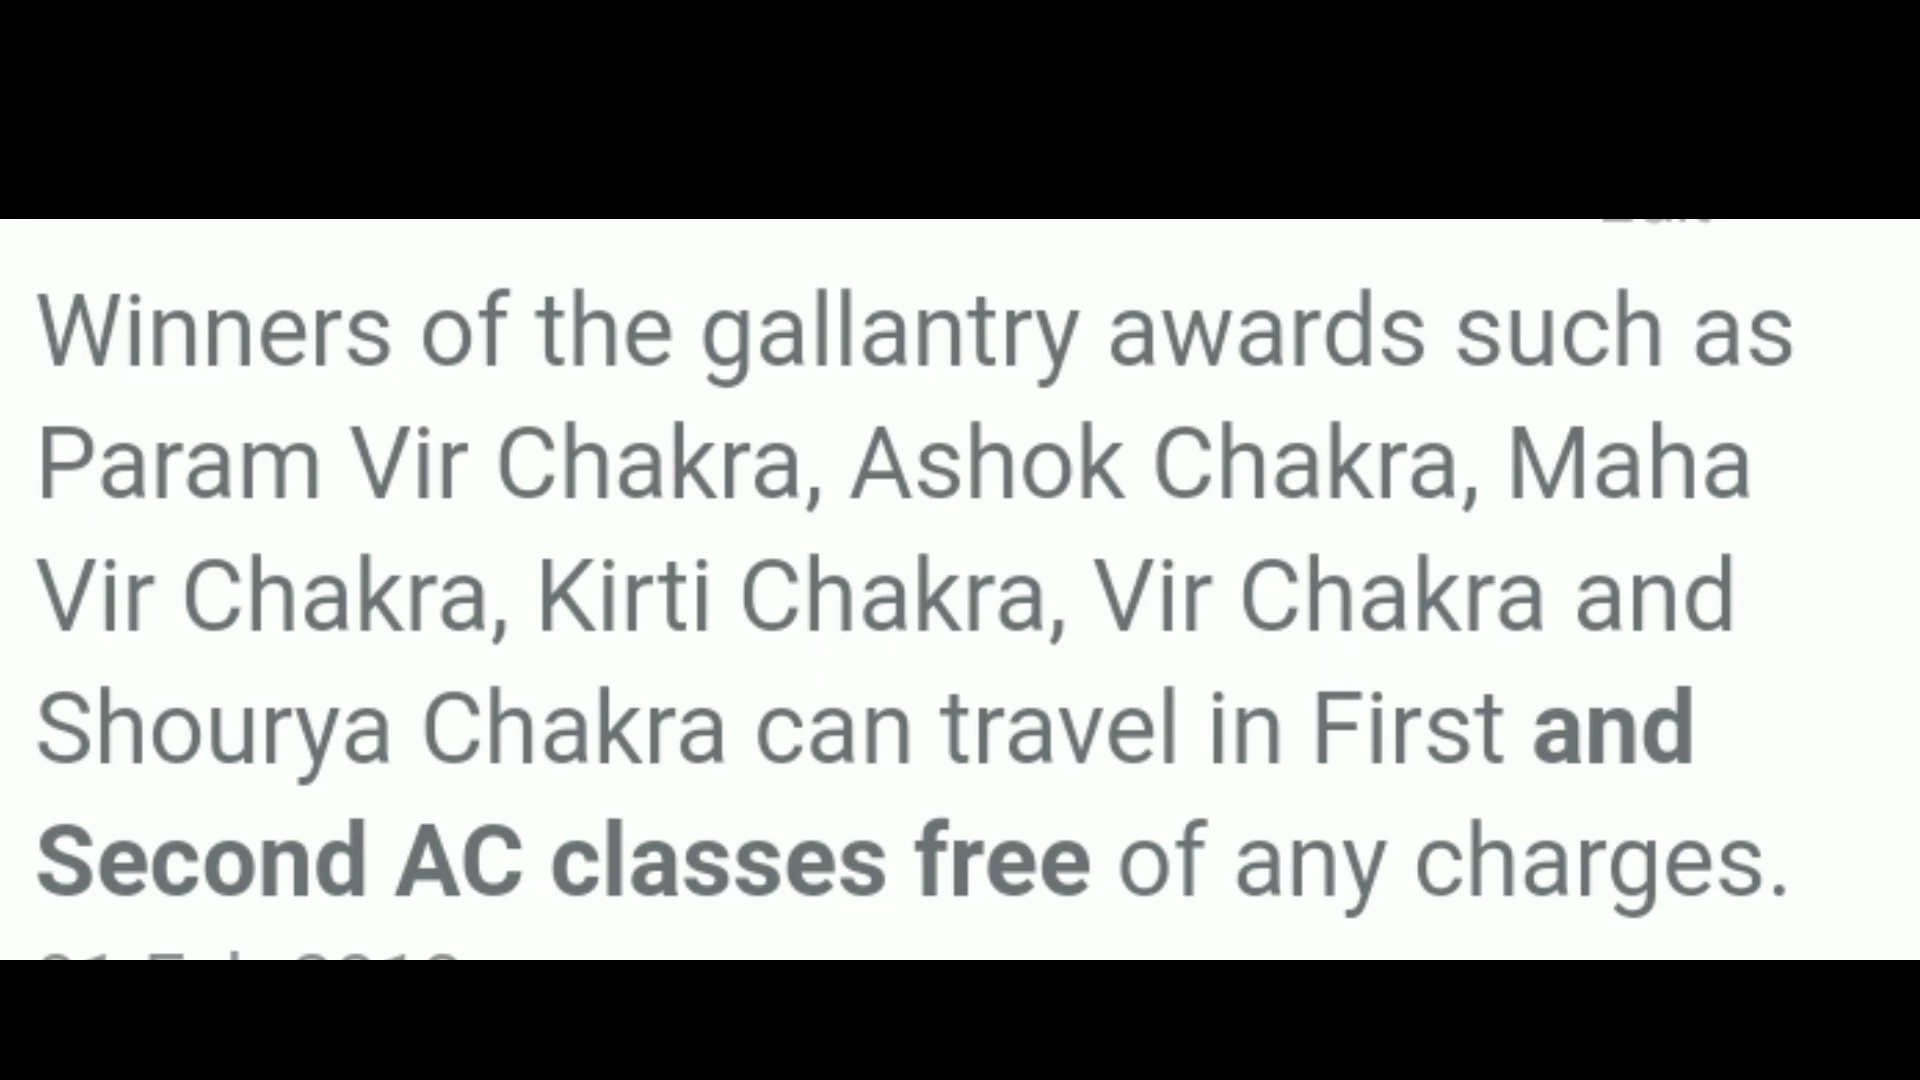 Winners of the gallantry awards such as
Param Vir Chakra, Ashok Chakra, Maha
Vir Chakra, Kirti Chakra, Vir Chakra and
Shourya Chakra can travel in First and
Second AC classes free of any charges.